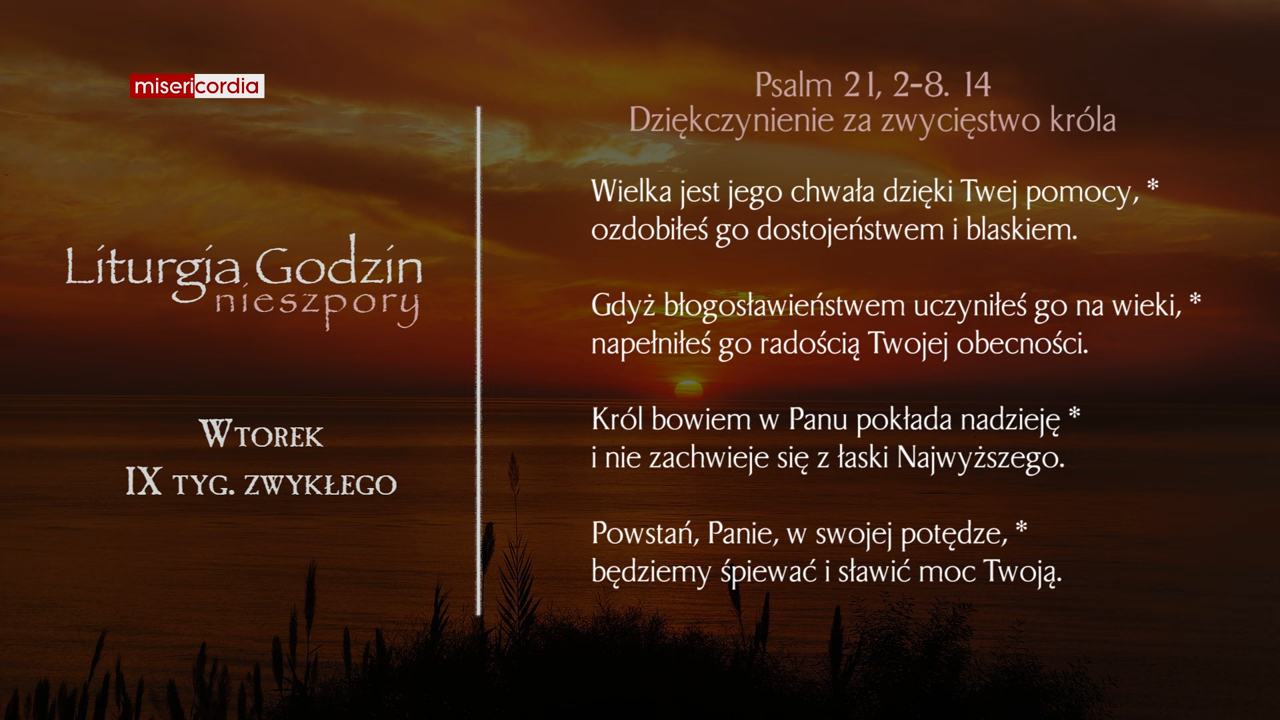 misericordia
Liturgia Godzin
nieszpory
Wtorek
IX tyg. zwykłego
Psalm 21, 2-8. 14
Dziękczynienie za zwycięstwo króla
Wielka jest jego chwała dzięki Twej pomocy, *
ozdobiłeś go dostojeństwem i blaskiem.
Gdyż błogosławieństwem uczyniłeś go na wieki, *
napełniłeś go radością Twojej obecności.
Król bowiem w Panu pokłada nadzieję *
i nie zachwieje się z łaski Najwyższego.
Powstań, Panie, w swojej potędze, *
będziemy śpiewać i sławić moc Twoją.